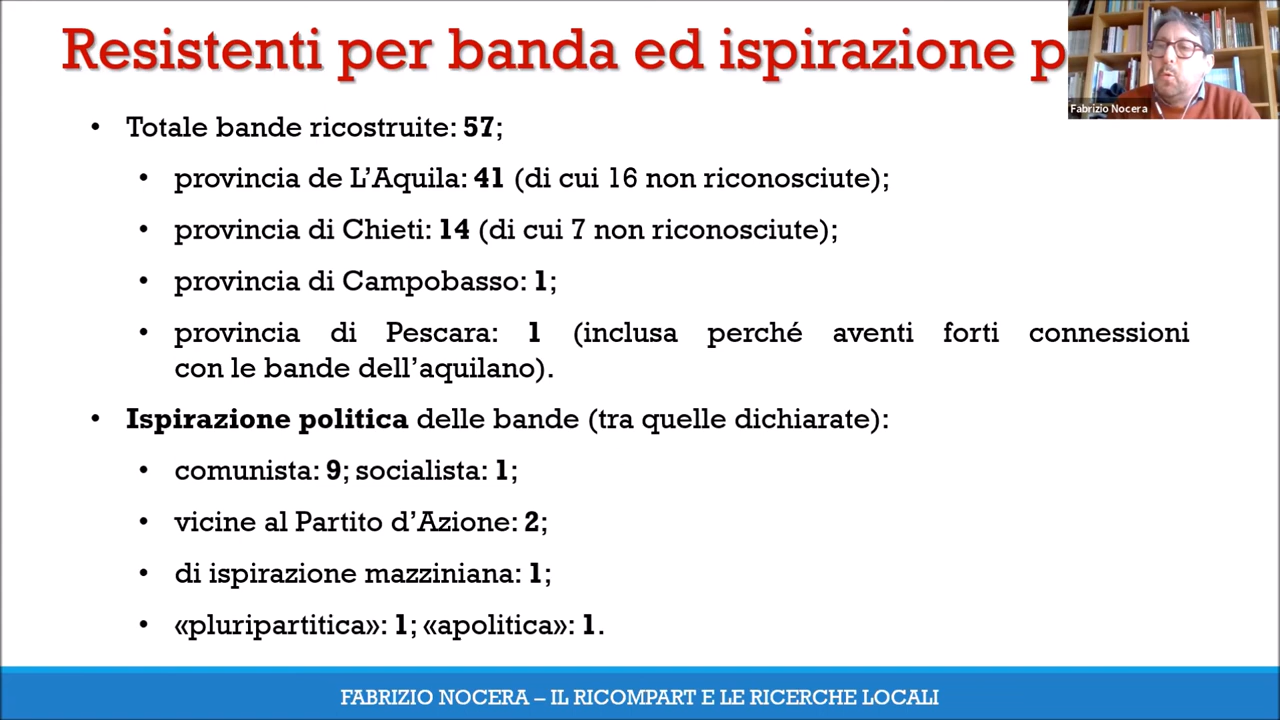 Resistenti per banda ed ispirazione p
Fabrizio Nocera
• Totale bande ricostruite: 57;
• provincia de L’Aquila: 41 (di cui 16 non riconosciute);
• provincia di Chieti: 14 (di cui 7 non riconosciute);
• provincia di Campobasso: 1;
• provincia di Pescara: 1 (inclusa perché aventi forti connessioni
con le bande dell’aquilano).
• Ispirazione politica delle bande (tra quelle dichiarate):
• comunista: 9; socialista: 1;
• vicine al Partito d’Azione: 2;
• di ispirazione mazziniana: 1;
• «pluripartitica»: 1; «apolitica»: 1.
FABRIZIO NOCERA – IL RICOMPART E LE RICERCHE LOCALI